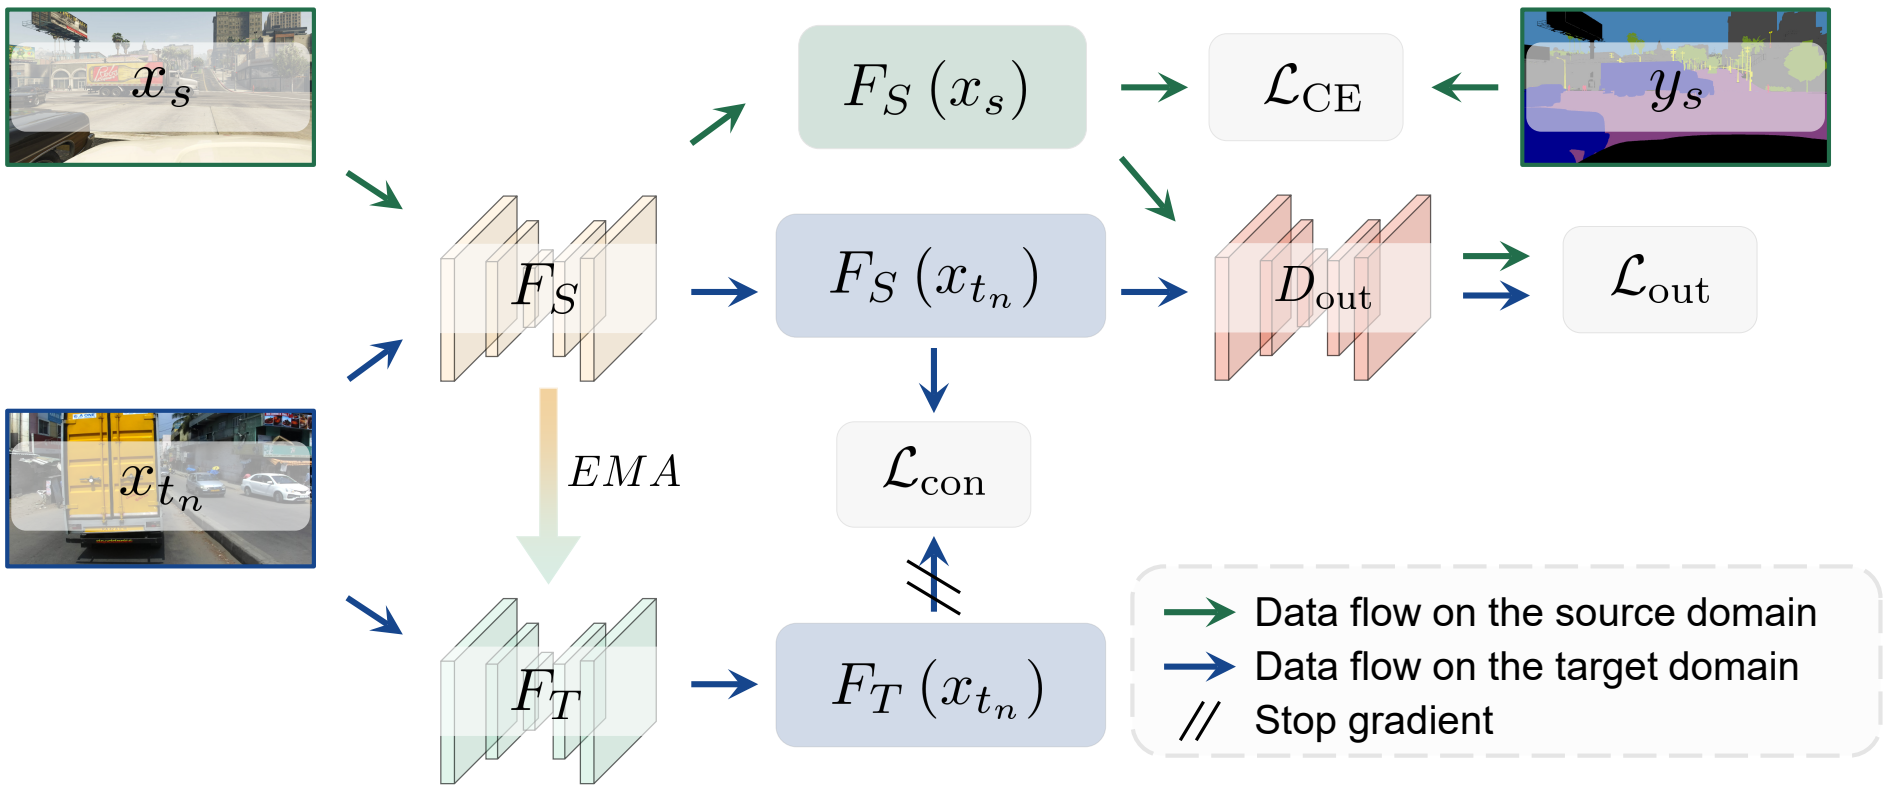 x_s
F_S (x_s)
ℒ_CE
y_s
F_S
F_S (x_{t_n})
D_out
ℒ_out
x_{t_n}
EMA
ℒ_con
F_T
F_T (x_{t_n})
Data flow on the source domain
Data flow on the target domain
Stop gradient